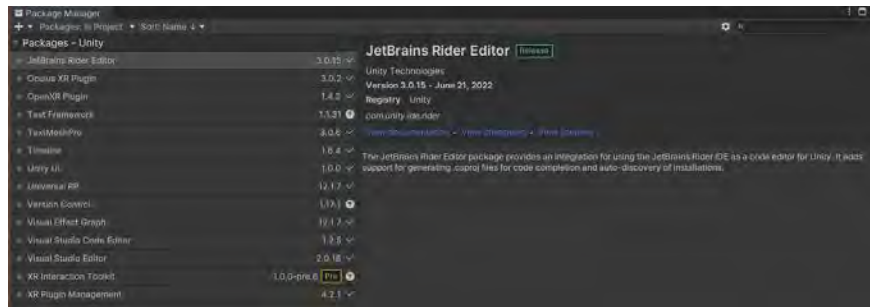 Package Manager
+ Packages: In Project Sort: Name ↓
Packages - Unity
JetBrains Rider Editor 3.0.15
Oculus XR Plugin 3.0.2
OpenXR Plugin 1.4.2
Test Framework 1.1.31
TextMeshPro 3.0.6
Timeline 1.6.4
Unity UI 1.0.0
Universal RP 12.1.7
Version Control 1.17.1
Visual Effect Graph 12.1.7
Visual Studio Code Editor 1.2.5
Visual Studio Editor 2.0.16
XR Interaction Toolkit 1.0.0-pre.6 Pre
XR Plugin Management 4.2.1
JetBrains Rider Editor Release
Unity Technologies
Version 3.0.15 - June 21, 2022
Registry Unity
com.unity.ide.rider
View documentation • View changelog • View licenses
The JetBrains Rider Editor package provides an integration for using the JetBrains Rider IDE as a code editor for Unity. It adds
support for generating .csproj files for code completion and auto-discovery of installations.